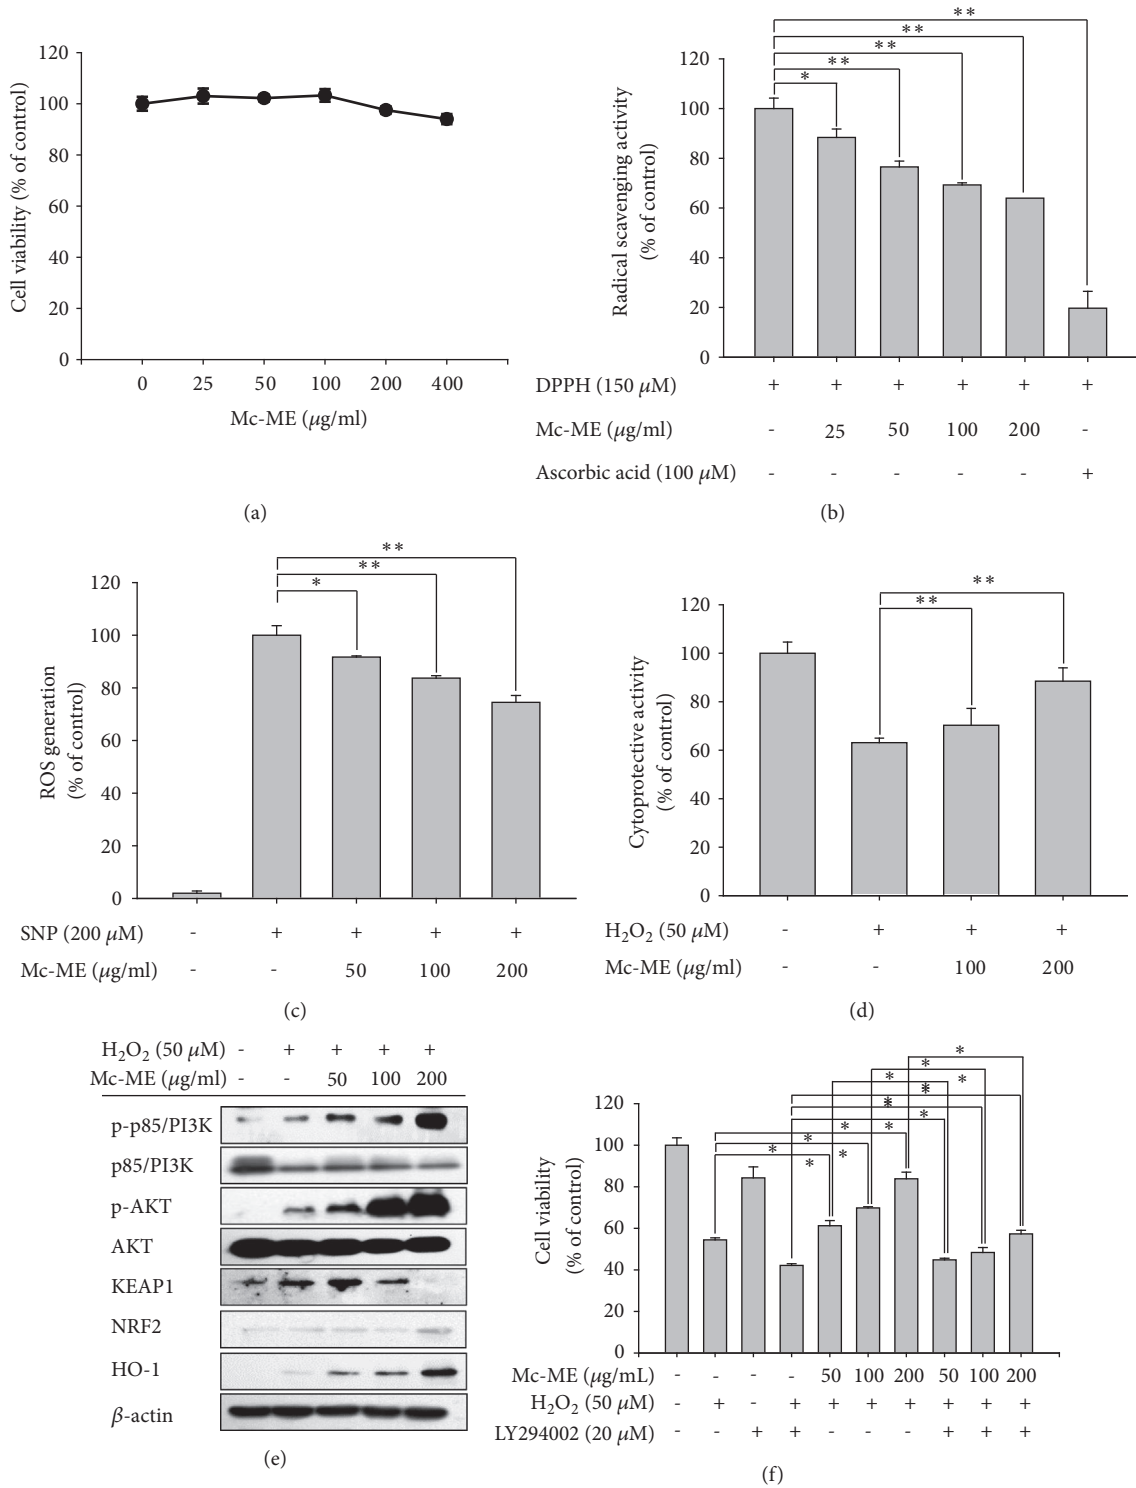 120
100
80
60
40
20
0
Cell viability (% of control)
0 25 50 100 200 400
Mc-ME (μg/ml)
(a)
** 
**
**
**
*
120
100
80
60
40
20
0
Radical scavenging activity
(% of control)
DPPH (150 μM) + + + + + +
Mc-ME (μg/ml) - 25 50 100 200 -
Ascorbic acid (100 μM) - - - - - +
(b)
**
**
*
120
100
80
60
40
20
0
ROS generation
(% of control)
SNP (200 μM) - + + + +
Mc-ME (μg/ml) - - 50 100 200
(c)
**
**
120
100
80
60
40
20
0
Cytoprotective activity
(% of control)
H₂O₂ (50 μM) - + + +
Mc-ME (μg/ml) - - 100 200
(d)
H₂O₂ (50 μM) - + + + +
Mc-ME (μg/ml) - - 50 100 200
p-p85/PI3K
p85/PI3K
p-AKT
AKT
KEAP1
NRF2
HO-1
β-actin
(e)
*
*
* *
*
*
*
* *
*
* * *
120
100
80
60
40
20
0
Cell viability
(% of control)
Mc-ME (μg/mL) - - - - 50 100 200 50 100 200
H₂O₂ (50 μM) - + - + + + + + + +
LY294002 (20 μM) - - + + - - - + + +
(f)